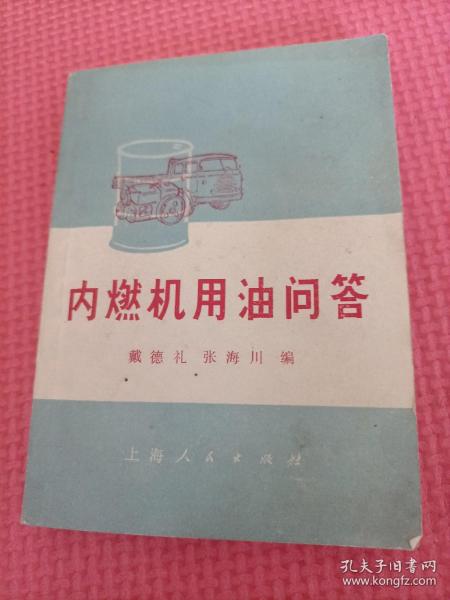 内燃机用油问答
戴德礼 张海川 编
上海人民出版社
孔夫子旧书网
www.kongfz.com